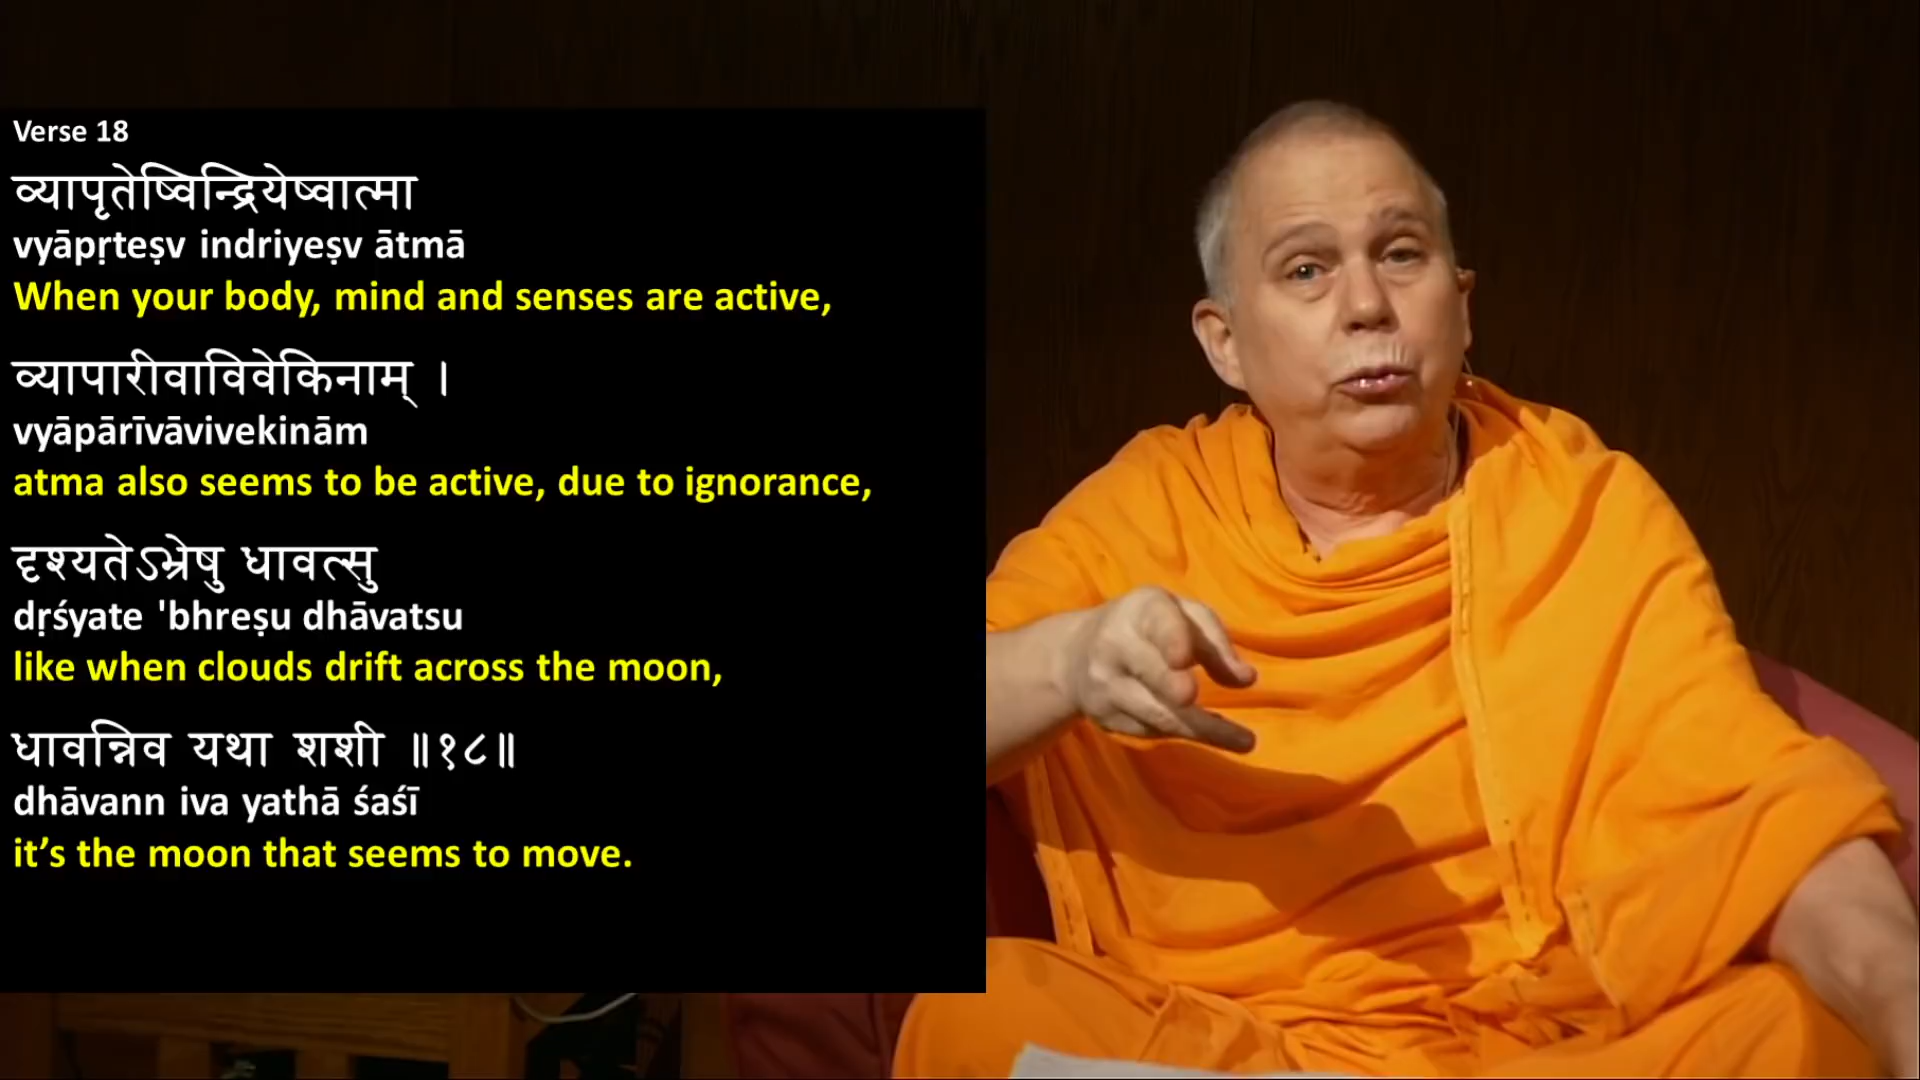 Verse 18
व्यापृतेष्विन्द्रियेष्वात्मा
vyāpṛteṣv indriyeṣv ātmā
When your body, mind and senses are active,
व्यापारीवाविवेकिनाम् ।
vyāpārīvāvivekinām
atma also seems to be active, due to ignorance,
दृश्यतेऽभ्रेषु धावत्सु
dṛśyate 'bhreṣu dhāvatsu
like when clouds drift across the moon,
धावन्निव यथा शशी ॥१८॥
dhāvann iva yathā śaśī
it’s the moon that seems to move.